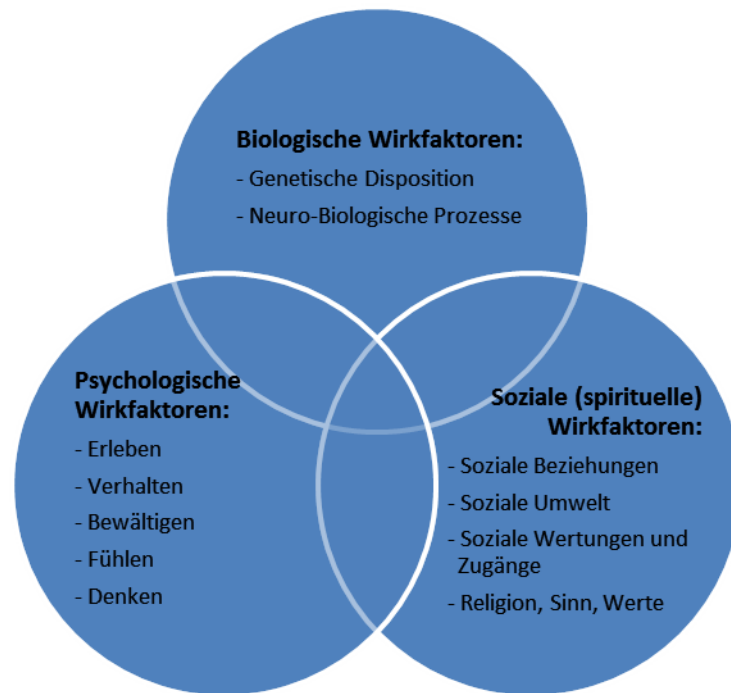 Biologische Wirkfaktoren:
- Genetische Disposition
- Neuro-Biologische Prozesse
Psychologische
Wirkfaktoren:
- Erleben
- Verhalten
- Bewältigen
- Fühlen
- Denken
Soziale (spirituelle)
Wirkfaktoren:
- Soziale Beziehungen
- Soziale Umwelt
- Soziale Wertungen und
Zugänge
- Religion, Sinn, Werte